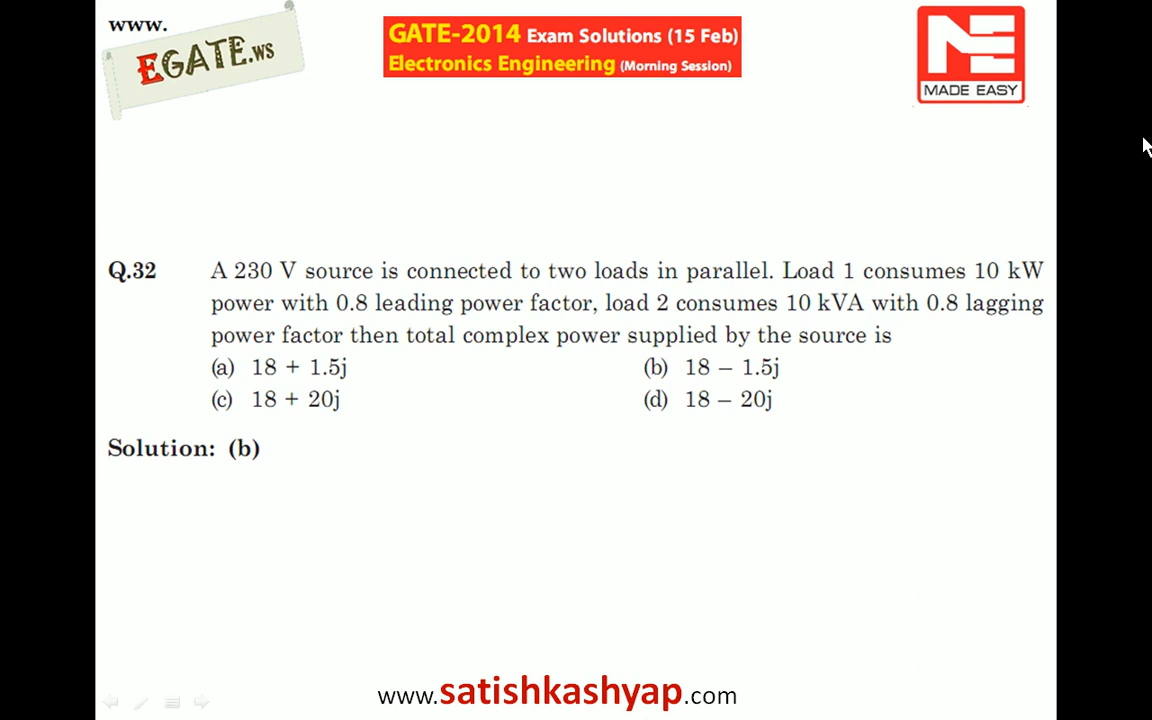 www.
EGATE.ws
GATE-2014 Exam Solutions (15 Feb)
Electronics Engineering (Morning Session)
MADE EASY
Q.32 A 230 V source is connected to two loads in parallel. Load 1 consumes 10 kW
power with 0.8 leading power factor, load 2 consumes 10 kVA with 0.8 lagging
power factor then total complex power supplied by the source is
(a) 18 + 1.5j (b) 18 – 1.5j
(c) 18 + 20j (d) 18 – 20j
Solution: (b)
www.satishkashyap.com